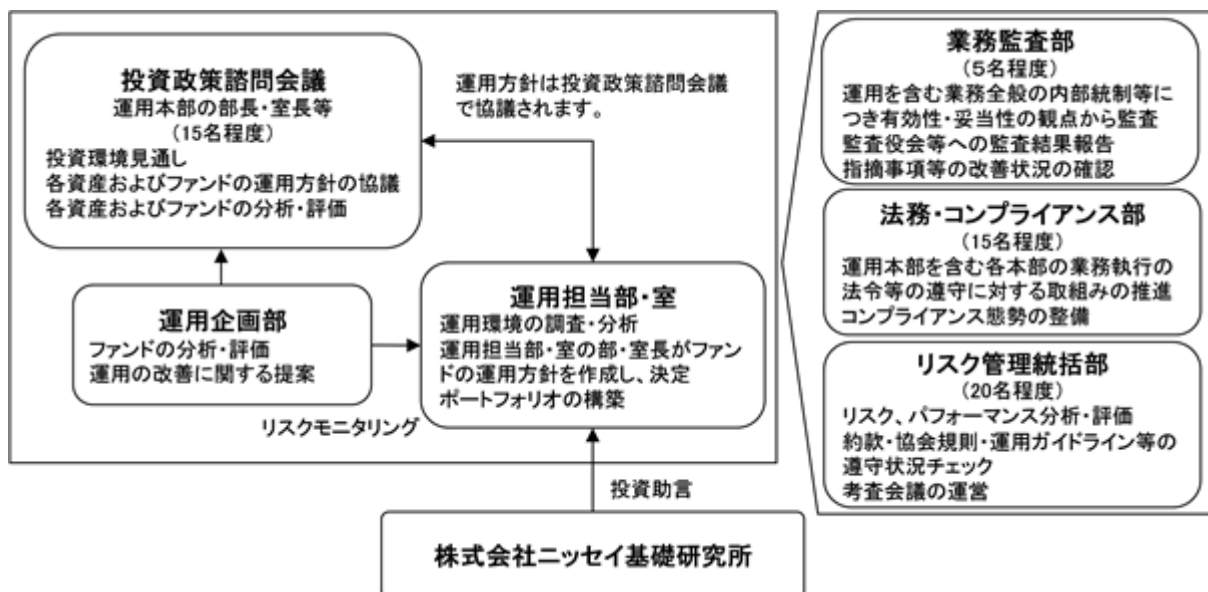 投資政策諮問会議
運用本部の部長・室長等
(15名程度)
投資環境見通し
各資産およびファンドの運用方針の協議
各資産およびファンドの分析・評価
運用方針は投資政策諮問会議
で協議されます。
運用企画部
ファンドの分析・評価
運用の改善に関する提案
リスクモニタリング
運用担当部・室
運用環境の調査・分析
運用担当部・室の部・室長がファン
ドの運用方針を作成し、決定
ポートフォリオの構築
投資助言
株式会社ニッセイ基礎研究所
業務監査部
(5名程度)
運用を含む業務全般の内部統制等に
つき有効性・妥当性の観点から監査
監査役会等への監査結果報告
指摘事項等の改善状況の確認
法務・コンプライアンス部
(15名程度)
運用本部を含む各本部の業務執行の
法令等の遵守に対する取組みの推進
コンプライアンス態勢の整備
リスク管理統括部
(20名程度)
リスク、パフォーマンス分析・評価
約款・協会規則・運用ガイドライン等の
遵守状況チェック
考査会議の運営